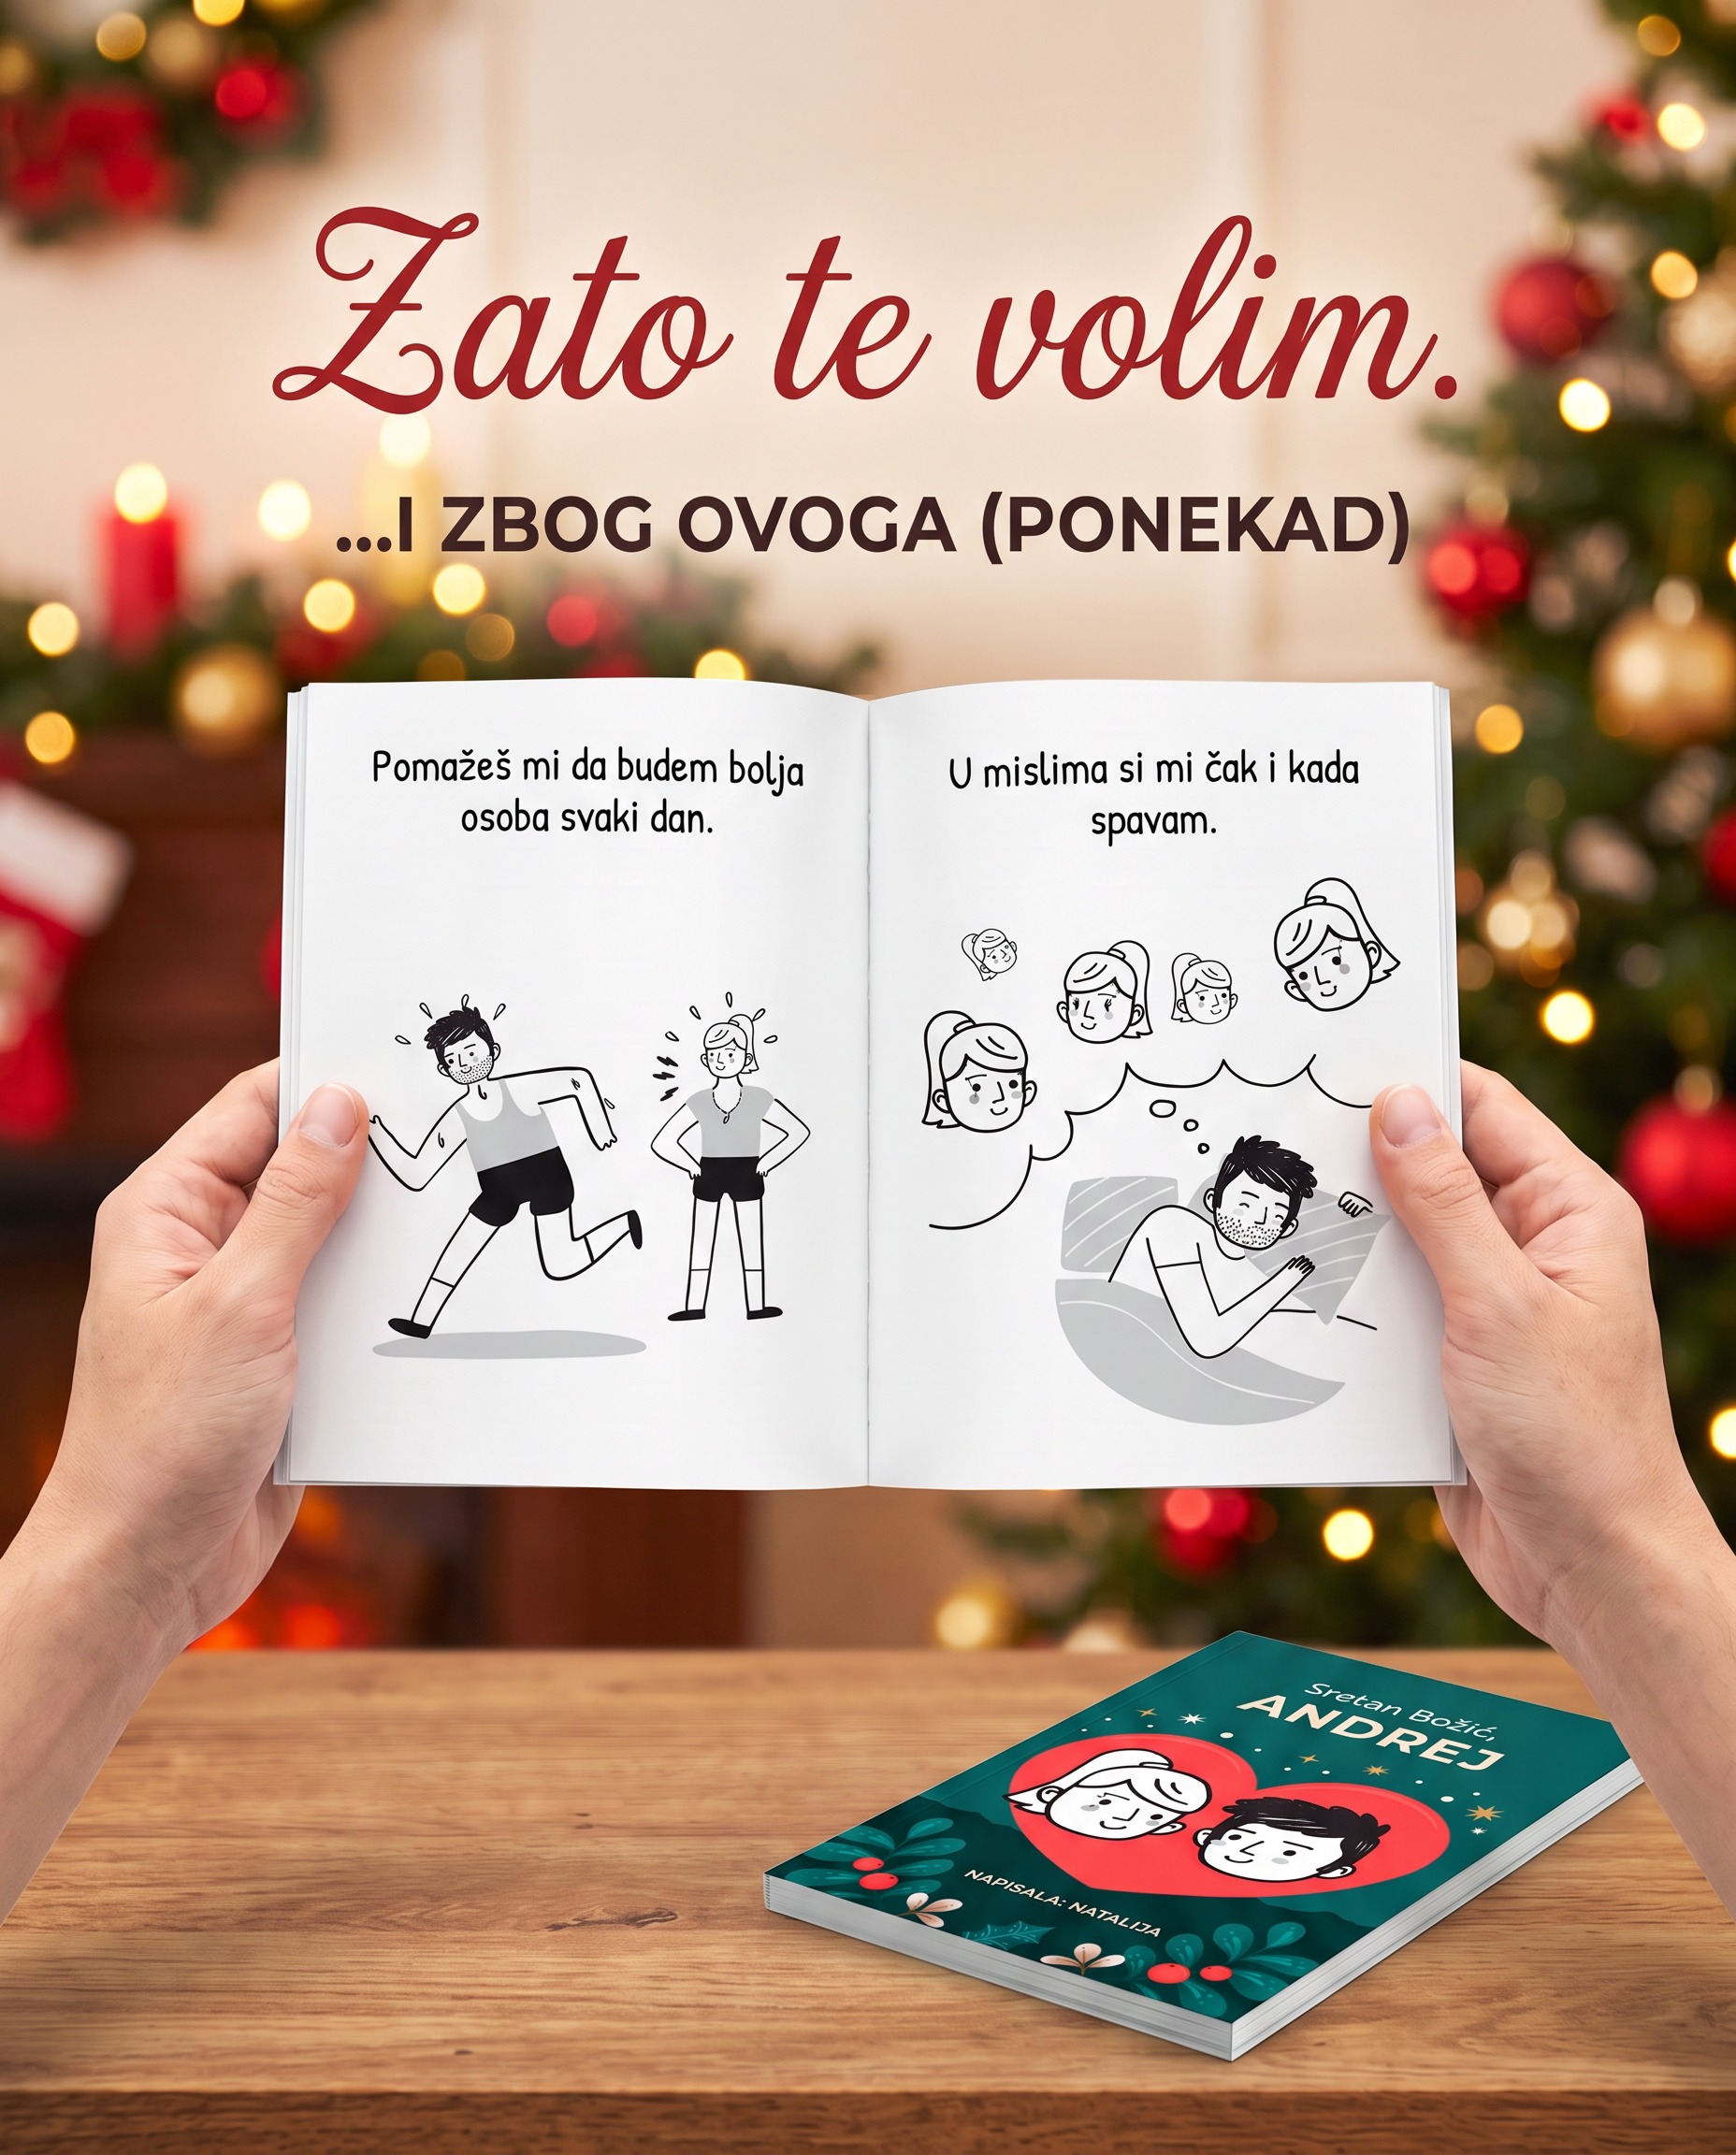 Zato te volim.
...I ZBOG OVOGA (PONEKAD)
Pomažeš mi da budem bolja
osoba svaki dan.
U mislima si mi čak i kada
spavam.
Sretan Božić,
ANDREJ
NAPISALA: NATALIJA